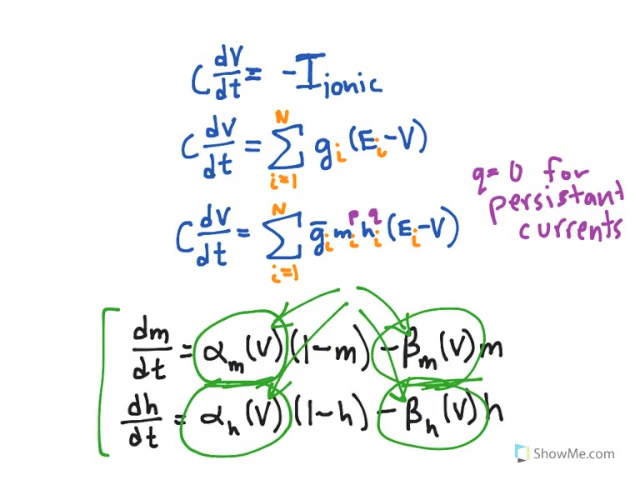 C dV/dt = -I_ionic
C dV/dt = Σ_{i=1}^{N} g_i (E_i - V)
C dV/dt = Σ_{i=1}^{N} ḡ_i m_i^p h_i^q (E_i - V)
q=0 for
persistant
currents
dm/dt = α_m(V)(1-m) - β_m(V)m
dh/dt = α_h(V)(1-h) - β_h(V)h
ShowMe.com